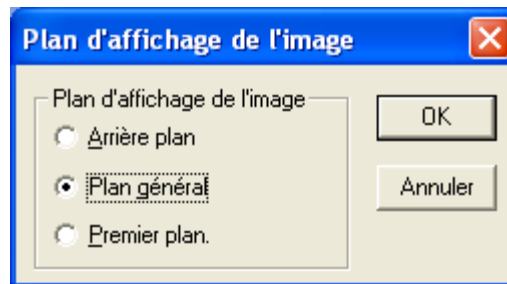 Plan d'affichage de l'image
Plan d'affichage de l'image
Arrière plan
Plan général
Premier plan.
OK
Annuler